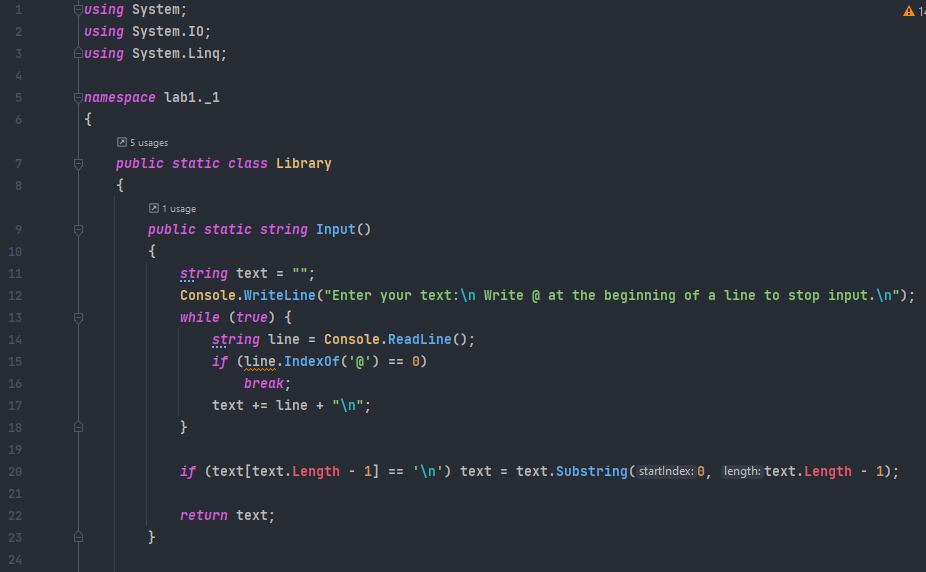 1 using System;
2 using System.IO;
3 using System.Linq;
4
5 namespace lab1._1
6 {
5 usages
7 public static class Library
8 {
1 usage
9 public static string Input()
10 {
11 string text = "";
12 Console.WriteLine("Enter your text:\n Write @ at the beginning of a line to stop input.\n");
13 while (true) {
14 string line = Console.ReadLine();
15 if (line.IndexOf('@') == 0)
16 break;
17 text += line + "\n";
18 }
19
20 if (text[text.Length - 1] == '\n') text = text.Substring(startIndex: 0, length: text.Length - 1);
21
22 return text;
23 }
24